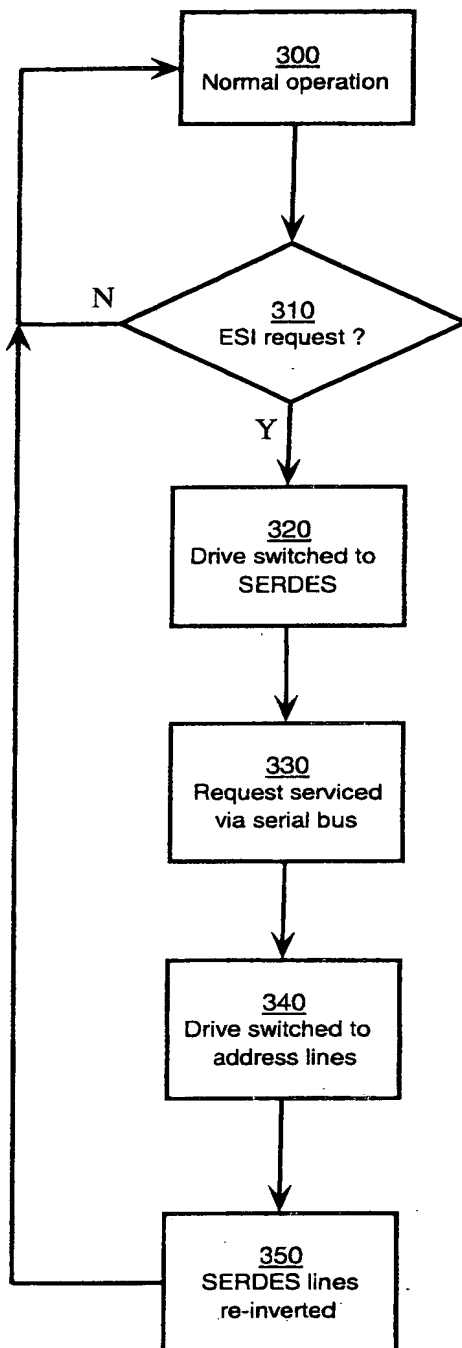 300
Normal operation
N
310
ESI request ?
Y
320
Drive switched to
SERDES
330
Request serviced
via serial bus
340
Drive switched to
address lines
350
SERDES lines
re-inverted